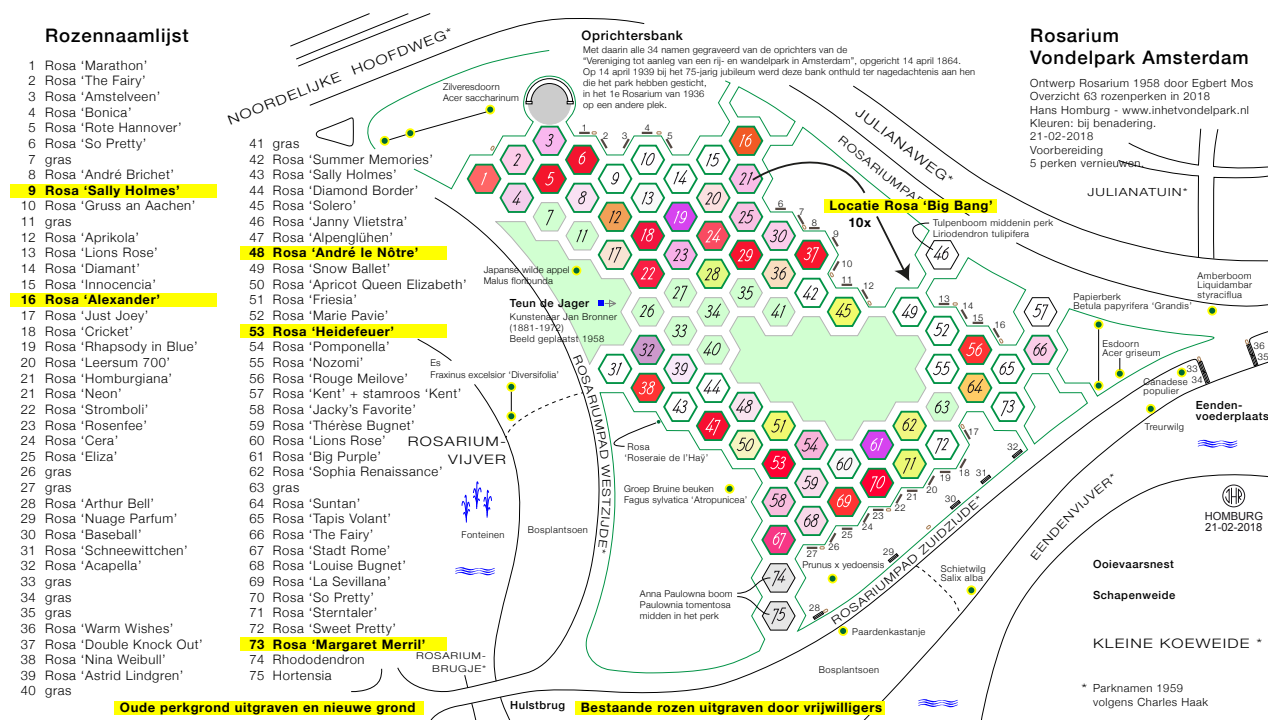 Rozennaamlijst
1 Rosa ‘Marathon’
2 Rosa ‘The Fairy’
3 Rosa ‘Amstelveen’
4 Rosa ‘Bonica’
5 Rosa ‘Rote Hannover’
6 Rosa ‘So Pretty’
7 gras
8 Rosa ‘André Brichet’
9 Rosa ‘Sally Holmes’
10 Rosa ‘Gruss an Aachen’
11 gras
12 Rosa ‘Aprikola’
13 Rosa ‘Lions Rose’
14 Rosa ‘Diamant’
15 Rosa ‘Innocencia’
16 Rosa ‘Alexander’
17 Rosa ‘Just Joey’
18 Rosa ‘Cricket’
19 Rosa ‘Rhapsody in Blue’
20 Rosa ‘Leersum 700’
21 Rosa ‘Homburgiana’
21 Rosa ‘Neon’
22 Rosa ‘Stromboli’
23 Rosa ‘Rosenfee’
24 Rosa ‘Cera’
25 Rosa ‘Eliza’
26 gras
27 gras
28 Rosa ‘Arthur Bell’
29 Rosa ‘Nuage Parfum’
30 Rosa ‘Baseball’
31 Rosa ‘Schneewittchen’
32 Rosa ‘Acapella’
33 gras
34 gras
35 gras
36 Rosa ‘Warm Wishes’
37 Rosa ‘Double Knock Out’
38 Rosa ‘Nina Weibull’
39 Rosa ‘Astrid Lindgren’
40 gras
41 gras
42 Rosa ‘Summer Memories’
43 Rosa ‘Sally Holmes’
44 Rosa ‘Diamond Border’
45 Rosa ‘Solero’
46 Rosa ‘Janny Vlietstra’
47 Rosa ‘Alpenglühen’
48 Rosa ‘André le Nôtre’
49 Rosa ‘Snow Ballet’
50 Rosa ‘Apricot Queen Elizabeth’
51 Rosa ‘Friesia’
52 Rosa ‘Marie Pavie’
53 Rosa ‘Heidefeuer’
54 Rosa ‘Pomponella’
55 Rosa ‘Nozomi’
56 Rosa ‘Rouge Meilove’
57 Rosa ‘Kent’ + stamroos ‘Kent’
58 Rosa ‘Jacky’s Favorite’
59 Rosa ‘Thérèse Bugnet’
60 Rosa ‘Lions Rose’
61 Rosa ‘Big Purple’
62 Rosa ‘Sophia Renaissance’
63 gras
64 Rosa ‘Suntan’
65 Rosa ‘Tapis Volant’
66 Rosa ‘The Fairy’
67 Rosa ‘Stadt Rome’
68 Rosa ‘Louise Bugnet’
69 Rosa ‘La Sevillana’
70 Rosa ‘So Pretty’
71 Rosa ‘Sterntaler’
72 Rosa ‘Sweet Pretty’
73 Rosa ‘Margaret Merril’
74 Rhododendron
75 Hortensia
Oude perkgrond uitgraven en nieuwe grond
Hulstbrug
Bestaande rozen uitgraven door vrijwilligers
NOORDELIJKE HOOFDWEG*
Zilveresdoorn
Acer saccharinum
Oprichtersbank
Met daarin alle 34 namen gegraveerd van de oprichters van de
“Vereniging tot aanleg van een rij- en wandelpark in Amsterdam”, opgericht 14 april 1864.
Op 14 april 1939 bij het 75-jarig jubileum werd deze bank onthuld ter nagedachtenis aan hen
die het park hebben gesticht,
in het 1e Rosarium van 1936
op een andere plek.
Rosarium
Vondelpark Amsterdam
Ontwerp Rosarium 1958 door Egbert Mos
Overzicht 63 rozenperken in 2018
Hans Homburg - www.inhetvondelpark.nl
Kleuren: bij benadering.
21-02-2018
Voorbereiding
5 perken vernieuwen.
JULIANAWEG*
ROSARIUMPAD
JULIANATUIN*
Locatie Rosa ‘Big Bang’
10x
Tulpenboom middenin perk
Liriodendron tulipifera
Japanse wilde appel
Malus floribunda
Teun de Jager
Kunstenaar Jan Bronner
(1881-1972)
Beeld geplaatst 1958
Es
Fraxinus excelsior ‘Diversifolia’
ROSARIUM-
VIJVER
Fonteinen
Bosplantsoen
ROSARIUMPAD WESTZIJDE*
ROSARIUM-
BRUGJE*
Rosa
‘Roseraie de l’Haÿ’
Groep Bruine beuken
Fagus sylvatica ‘Atropunicea’
Anna Paulowna boom
Paulownia tomentosa
midden in het perk
Prunus x yedoensis
Paardenkastanje
Bosplantsoen
ROSARIUMPAD ZUIDZIJDE*
Schietwilg
Salix alba
EENDENVIJVER*
Amberboom
Liquidambar
styraciflua
Papierberk
Betula papyrifera ‘Grandis’
Esdoorn
Acer griseum
Canadese
populier
Treurwilg
Eenden-
voederplaats
JHR
HOMBURG
21-02-2018
Ooievaarsnest
Schapenweide
KLEINE KOEWEIDE *
* Parknamen 1959
volgens Charles Haak